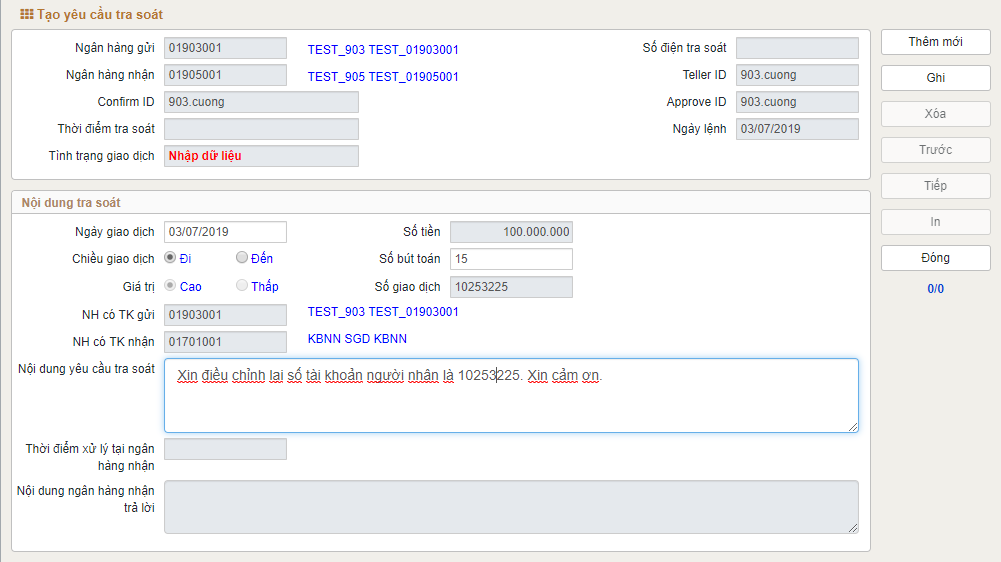 Tạo yêu cầu tra soát
Ngân hàng gửi 01903001 TEST_903 TEST_01903001 Số điện tra soát
Thêm mới
Ngân hàng nhận 01905001 TEST_905 TEST_01905001 Teller ID 903.cuong
Ghi
Confirm ID 903.cuong Approve ID 903.cuong
Xóa
Thời điểm tra soát Ngày lệnh 03/07/2019
Trước
Tình trạng giao dịch Nhập dữ liệu
Tiếp
Nội dung tra soát
In
Ngày giao dịch 03/07/2019 Số tiền 100.000.000
Chiều giao dịch Đi Đến Số bút toán 15
Đóng
Giá trị Cao Thấp Số giao dịch 10253225
0/0
NH có TK gửi 01903001 TEST_903 TEST_01903001
NH có TK nhận 01701001 KBNN SGD KBNN
Nội dung yêu cầu tra soát Xin điều chỉnh lại số tài khoản người nhân là 10253225. Xin cảm ơn.
Thời điểm xử lý tại ngân
hàng nhận
Nội dung ngân hàng nhận
trả lời